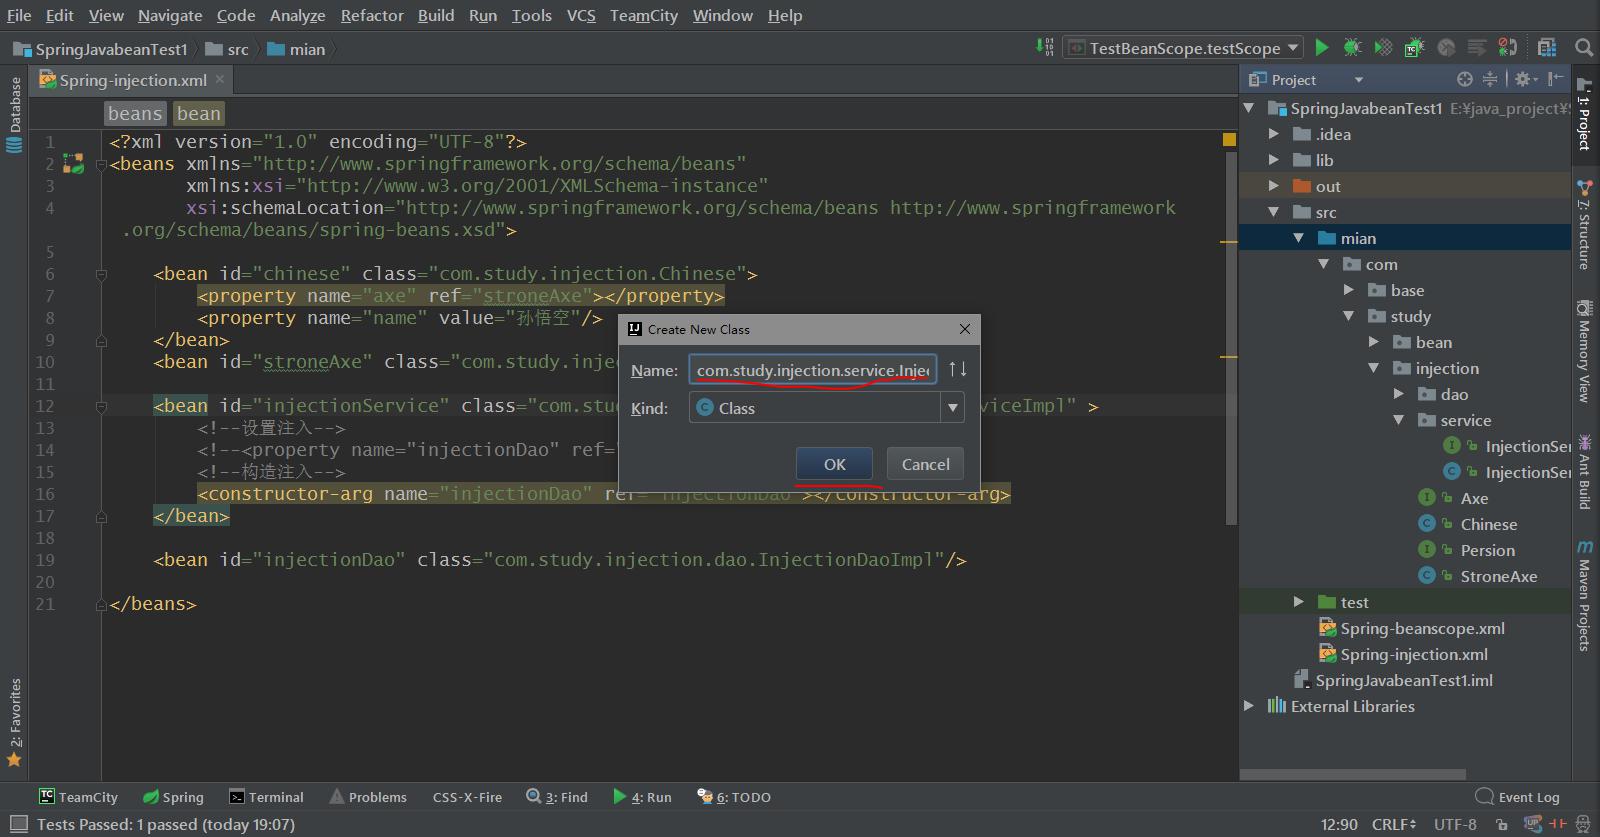 File Edit View Navigate Code Analyze Refactor Build Run Tools VCS TeamCity Window Help
SpringJavabeanTest1 src mian
TestBeanScope.testScope
Spring-injection.xml
beans bean
1 <?xml version="1.0" encoding="UTF-8"?>
2 <beans xmlns="http://www.springframework.org/schema/beans"
3 xmlns:xsi="http://www.w3.org/2001/XMLSchema-instance"
4 xsi:schemaLocation="http://www.springframework.org/schema/beans http://www.springframework
.org/schema/beans/spring-beans.xsd">
5
6 <bean id="chinese" class="com.study.injection.Chinese">
7 <property name="axe" ref="stroneAxe"></property>
8 <property name="name" value="孙悟空"/>
9 </bean>
10 <bean id="stroneAxe" class="com.study.inje
11
12 <bean id="injectionService" class="com.stu viceImpl" >
13 <!--设置注入-->
14 <!--<property name="injectionDao" ref="
15 <!--构造注入-->
16 <constructor-arg name="injectionDao" ref="injectionDao"></constructor-arg>
17 </bean>
18
19 <bean id="injectionDao" class="com.study.injection.dao.InjectionDaoImpl"/>
20
21 </beans>
Create New Class
Name: com.study.injection.service.Injec
Kind: Class
OK Cancel
Project
SpringJavabeanTest1 E:¥java_project¥S
.idea
lib
out
src
mian
com
base
study
bean
injection
dao
service
InjectionSer
InjectionSer
Axe
Chinese
Persion
StroneAxe
test
Spring-beanscope.xml
Spring-injection.xml
SpringJavabeanTest1.iml
External Libraries
Database
2: Favorites
1: Project
7: Structure
Memory View
Ant Build
Maven Projects
TeamCity Spring Terminal Problems CSS-X-Fire 3: Find 4: Run 6: TODO Event Log
Tests Passed: 1 passed (today 19:07) 12:90 CRLF UTF-8